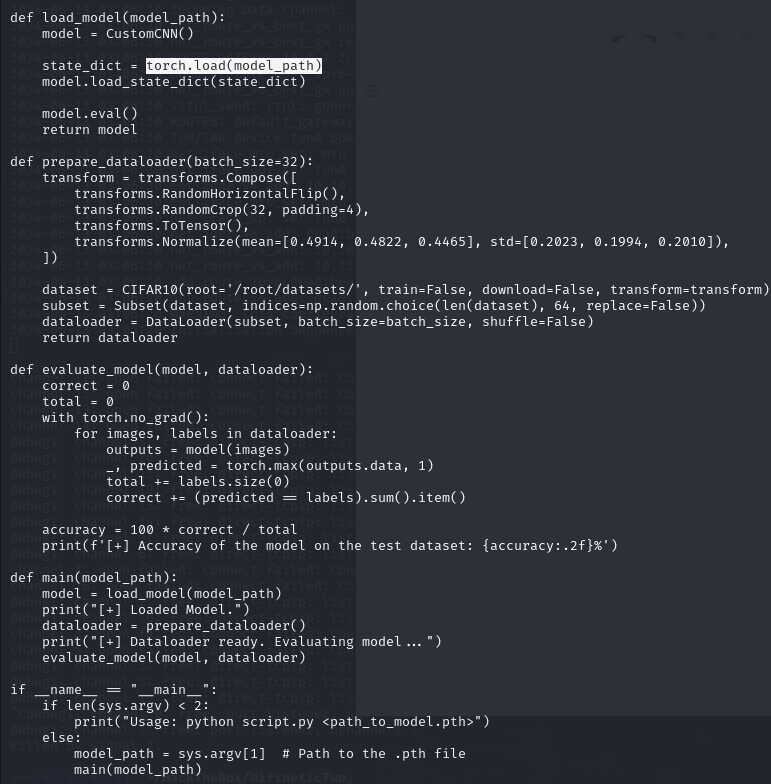 def load_model(model_path):
    model = CustomCNN()
    state_dict = torch.load(model_path)
    model.load_state_dict(state_dict)
    model.eval()
    return model
def prepare_dataloader(batch_size=32):
    transform = transforms.Compose([
        transforms.RandomHorizontalFlip(),
        transforms.RandomCrop(32, padding=4),
        transforms.ToTensor(),
        transforms.Normalize(mean=[0.4914, 0.4822, 0.4465], std=[0.2023, 0.1994, 0.2010]),
    ])
    dataset = CIFAR10(root='/root/datasets/', train=False, download=False, transform=transform)
    subset = Subset(dataset, indices=np.random.choice(len(dataset), 64, replace=False))
    dataloader = DataLoader(subset, batch_size=batch_size, shuffle=False)
    return dataloader
def evaluate_model(model, dataloader):
    correct = 0
    total = 0
    with torch.no_grad():
        for images, labels in dataloader:
            outputs = model(images)
            _, predicted = torch.max(outputs.data, 1)
            total += labels.size(0)
            correct += (predicted == labels).sum().item()
    accuracy = 100 * correct / total
    print(f'[+] Accuracy of the model on the test dataset: {accuracy:.2f}%')
def main(model_path):
    model = load_model(model_path)
    print("[+] Loaded Model.")
    dataloader = prepare_dataloader()
    print("[+] Dataloader ready. Evaluating model...")
    evaluate_model(model, dataloader)
if __name__ == "__main__":
    if len(sys.argv) < 2:
        print("Usage: python script.py <path_to_model.pth>")
    else:
        model_path = sys.argv[1]  # Path to the .pth file
        main(model_path)